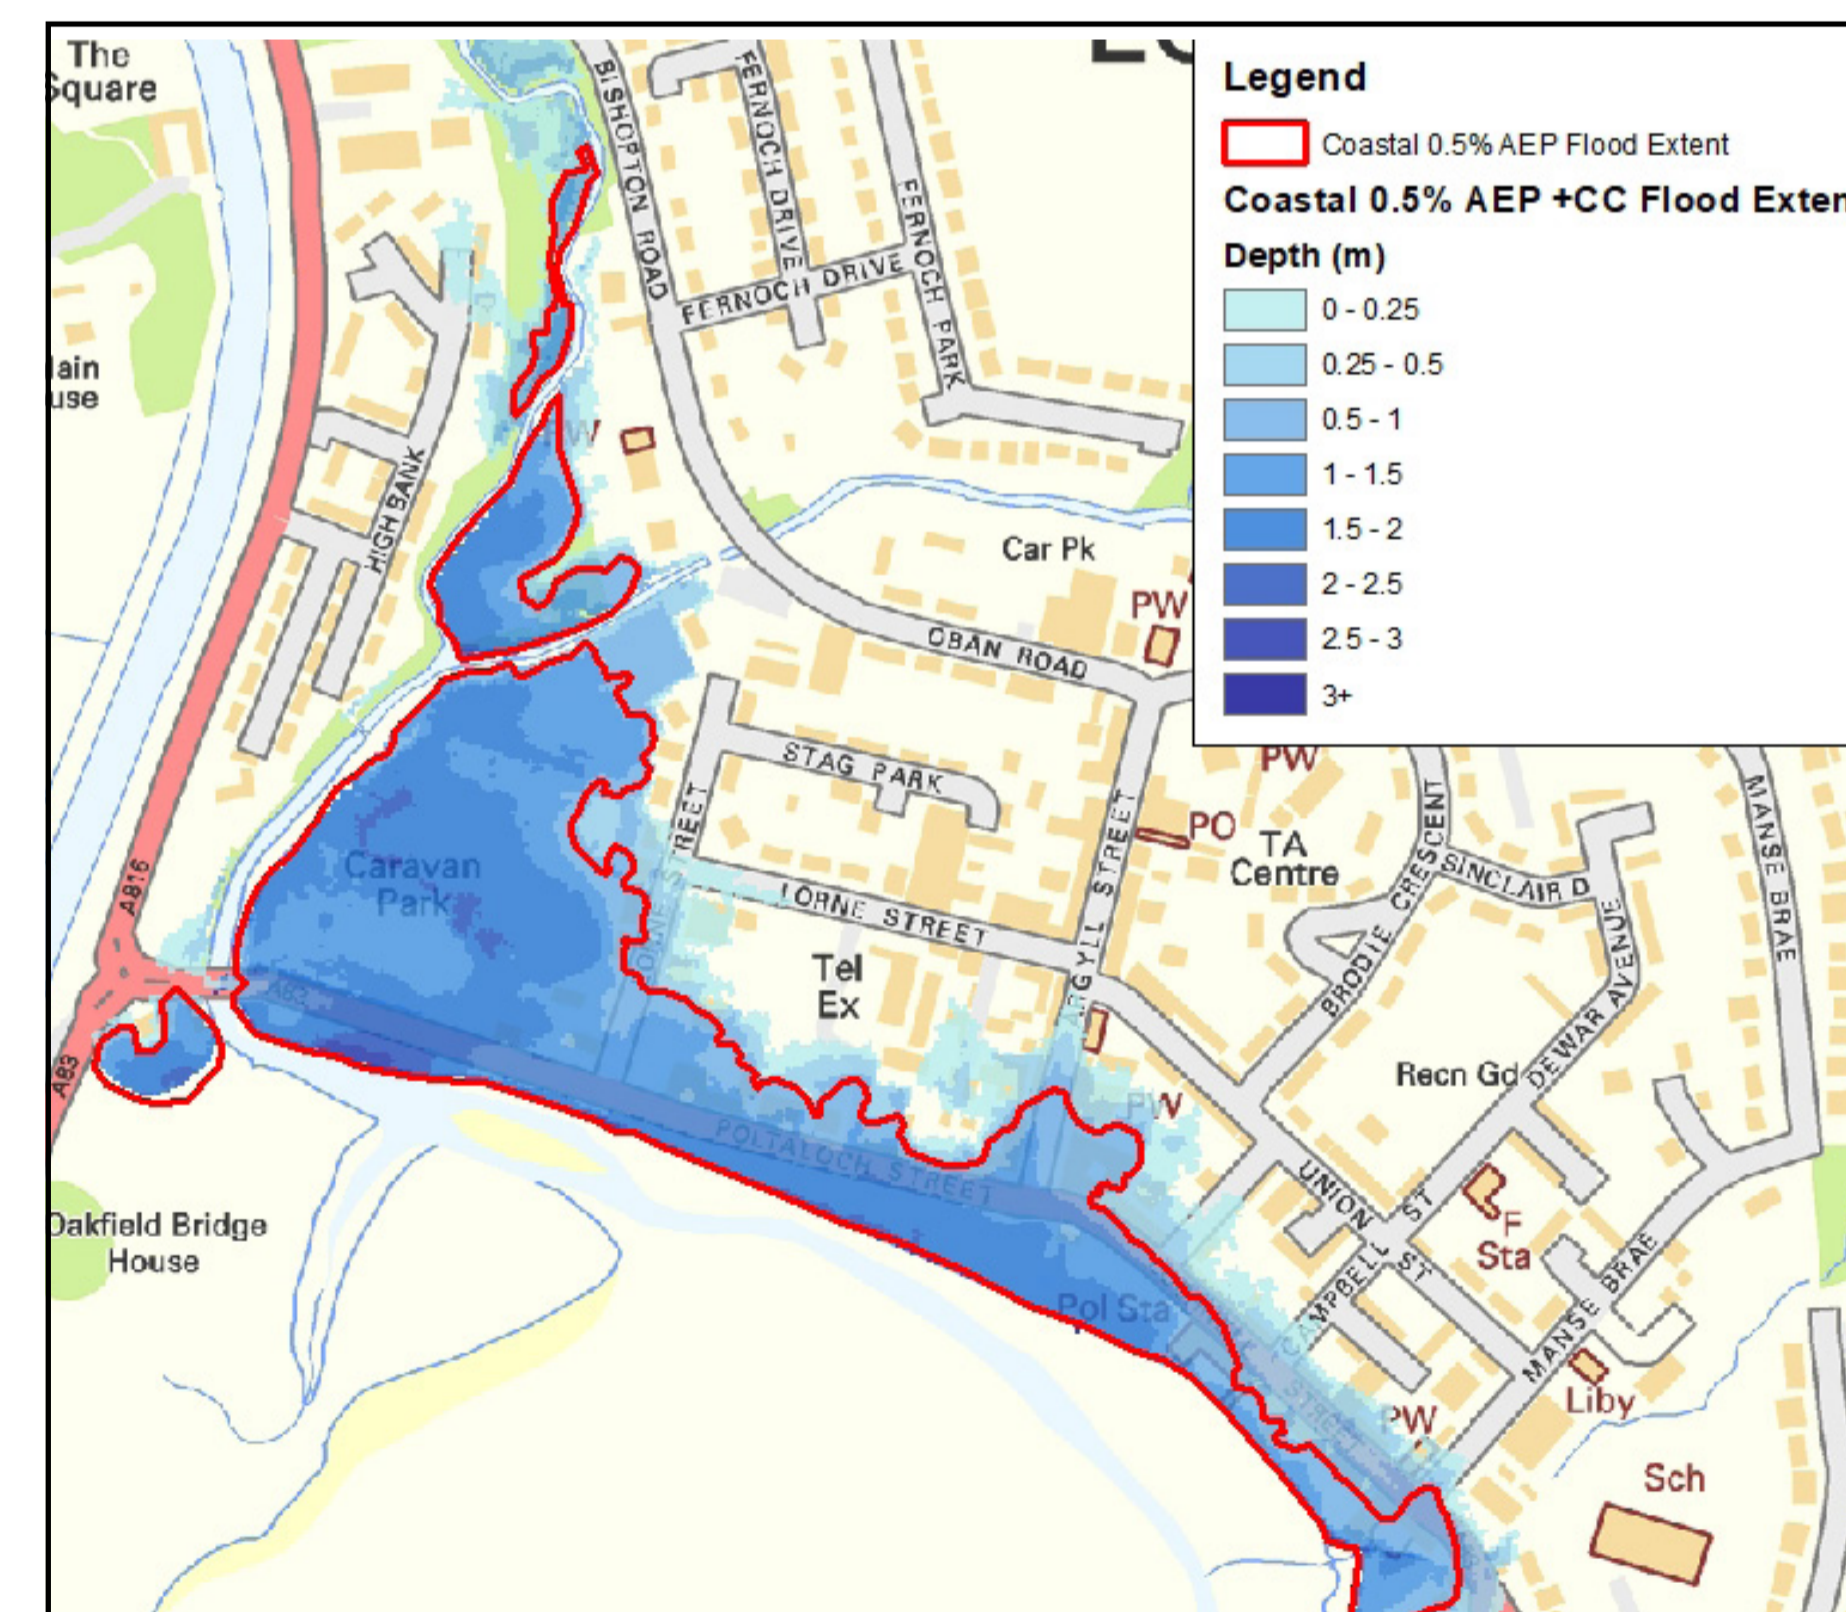 The
Square
BISHOPTON ROAD
FERNOCH DRIVE
FERNOCH DRIVE
FERNOCH PARK
Legend
Coastal 0.5% AEP Flood Extent
Coastal 0.5% AEP +CC Flood Exten
Depth (m)
0 - 0.25
0.25 - 0.5
0.5 - 1
1 - 1.5
1.5 - 2
2 - 2.5
2.5 - 3
3+
HIGH BANK
Car Pk
PW
OBAN ROAD
PW
STAG PARK
ARGYLL STREET
PO
TA
Centre
BRODIE CRESCENT
SINCLAIR D
DEWAR AVENUE
MANSE BRAE
Caravan
Park
A816
LORNE STREET
Tel
Ex
A83
A83
Recn Gd
PW
POLTALOCH STREET
UNION ST
CAMPBELL ST
F
Sta
MANSE BRAE
Oakfield Bridge
House
Pol Sta
STREET
PW
Liby
Sch